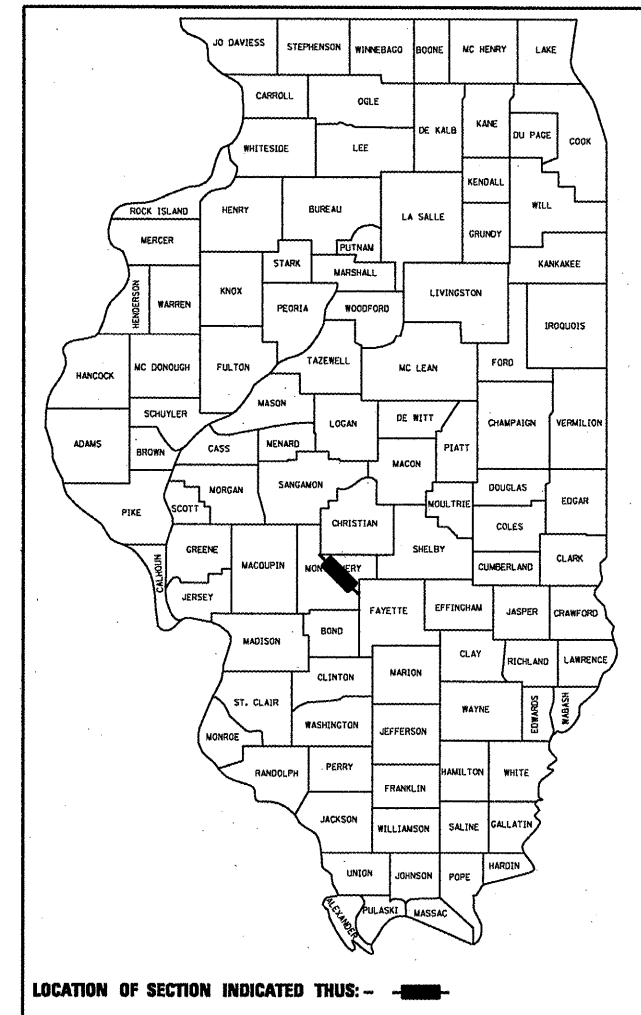 JO DAVIESS STEPHENSON WINNEBAGO BOONE MC HENRY LAKE
CARROLL OGLE DE KALB KANE DU PAGE COOK
WHITESIDE LEE
KENDALL WILL
ROCK ISLAND HENRY BUREAU LA SALLE GRUNDY
MERCER PUTNAM KANKAKEE
STARK MARSHALL
HENDERSON WARREN KNOX PEORIA WOODFORD LIVINGSTON IROQUOIS
HANCOCK MC DONOUGH FULTON TAZEWELL MC LEAN FORD
SCHUYLER MASON LOGAN DE WITT CHAMPAIGN VERMILION
ADAMS BROWN CASS MENARD MACON PIATT
PIKE SCOTT MORGAN SANGAMON MOULTRIE DOUGLAS EDGAR
CHRISTIAN COLES
CALHOUN GREENE MACOUPIN SHELBY CUMBERLAND CLARK
JERSEY FAYETTE EFFINGHAM JASPER CRAWFORD
MADISON BOND CLAY RICHLAND LAWRENCE
CLINTON MARION
ST. CLAIR WAYNE EDWARDS WABASH
MONROE WASHINGTON JEFFERSON
RANDOLPH PERRY HAMILTON WHITE
FRANKLIN
JACKSON WILLIAMSON SALINE GALLATIN
UNION JOHNSON POPE HARDIN
ALEXANDER PULASKI MASSAC
LOCATION OF SECTION INDICATED THUS: -